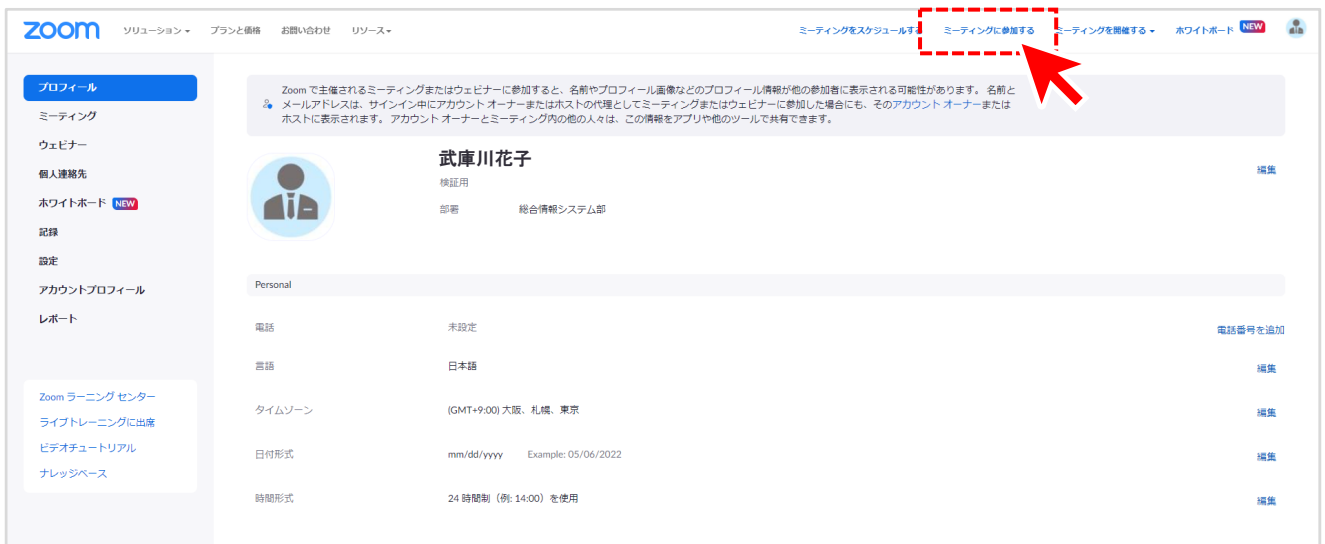 zoom ソリューション プランと価格 お問い合わせ リソース ミーティングをスケジュールする ミーティングに参加する ミーティングを開催する ホワイトボード NEW
プロフィール
ミーティング
ウェビナー
個人連絡先
ホワイトボード NEW
記録
設定
アカウントプロフィール
レポート
Zoom ラーニング センター
ライブトレーニングに出席
ビデオチュートリアル
ナレッジベース
Zoom で主催されるミーティングまたはウェビナーに参加すると、名前やプロフィール画像などのプロフィール情報が他の参加者に表示される可能性があります。 名前と
メールアドレスは、サインイン中にアカウント オーナーまたはホストの代理としてミーティングまたはウェビナーに参加した場合にも、そのアカウント オーナーまたは
ホストに表示されます。 アカウント オーナーとミーティング内の他の人々は、この情報をアプリや他のツールで共有できます。
武庫川花子
編集
検証用
部署 総合情報システム部
Personal
電話 未設定 電話番号を追加
言語 日本語 編集
タイムゾーン (GMT+9:00) 大阪、札幌、東京 編集
日付形式 mm/dd/yyyy Example: 05/06/2022 編集
時間形式 24 時間制（例: 14:00）を使用 編集